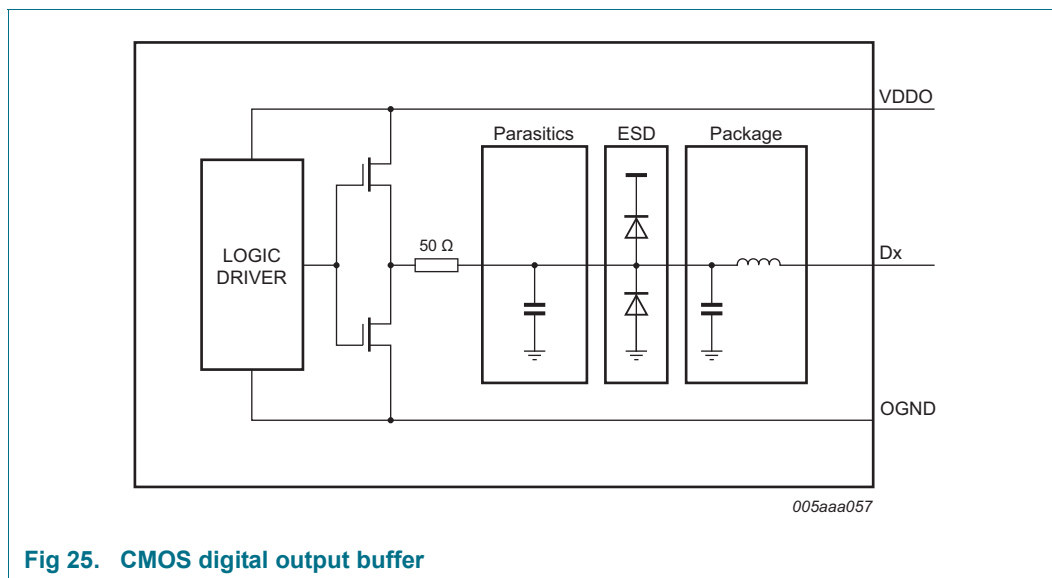 VDDO
Parasitics ESD Package
LOGIC
DRIVER
50 Ω
Dx
OGND
005aaa057
Fig 25. CMOS digital output buffer